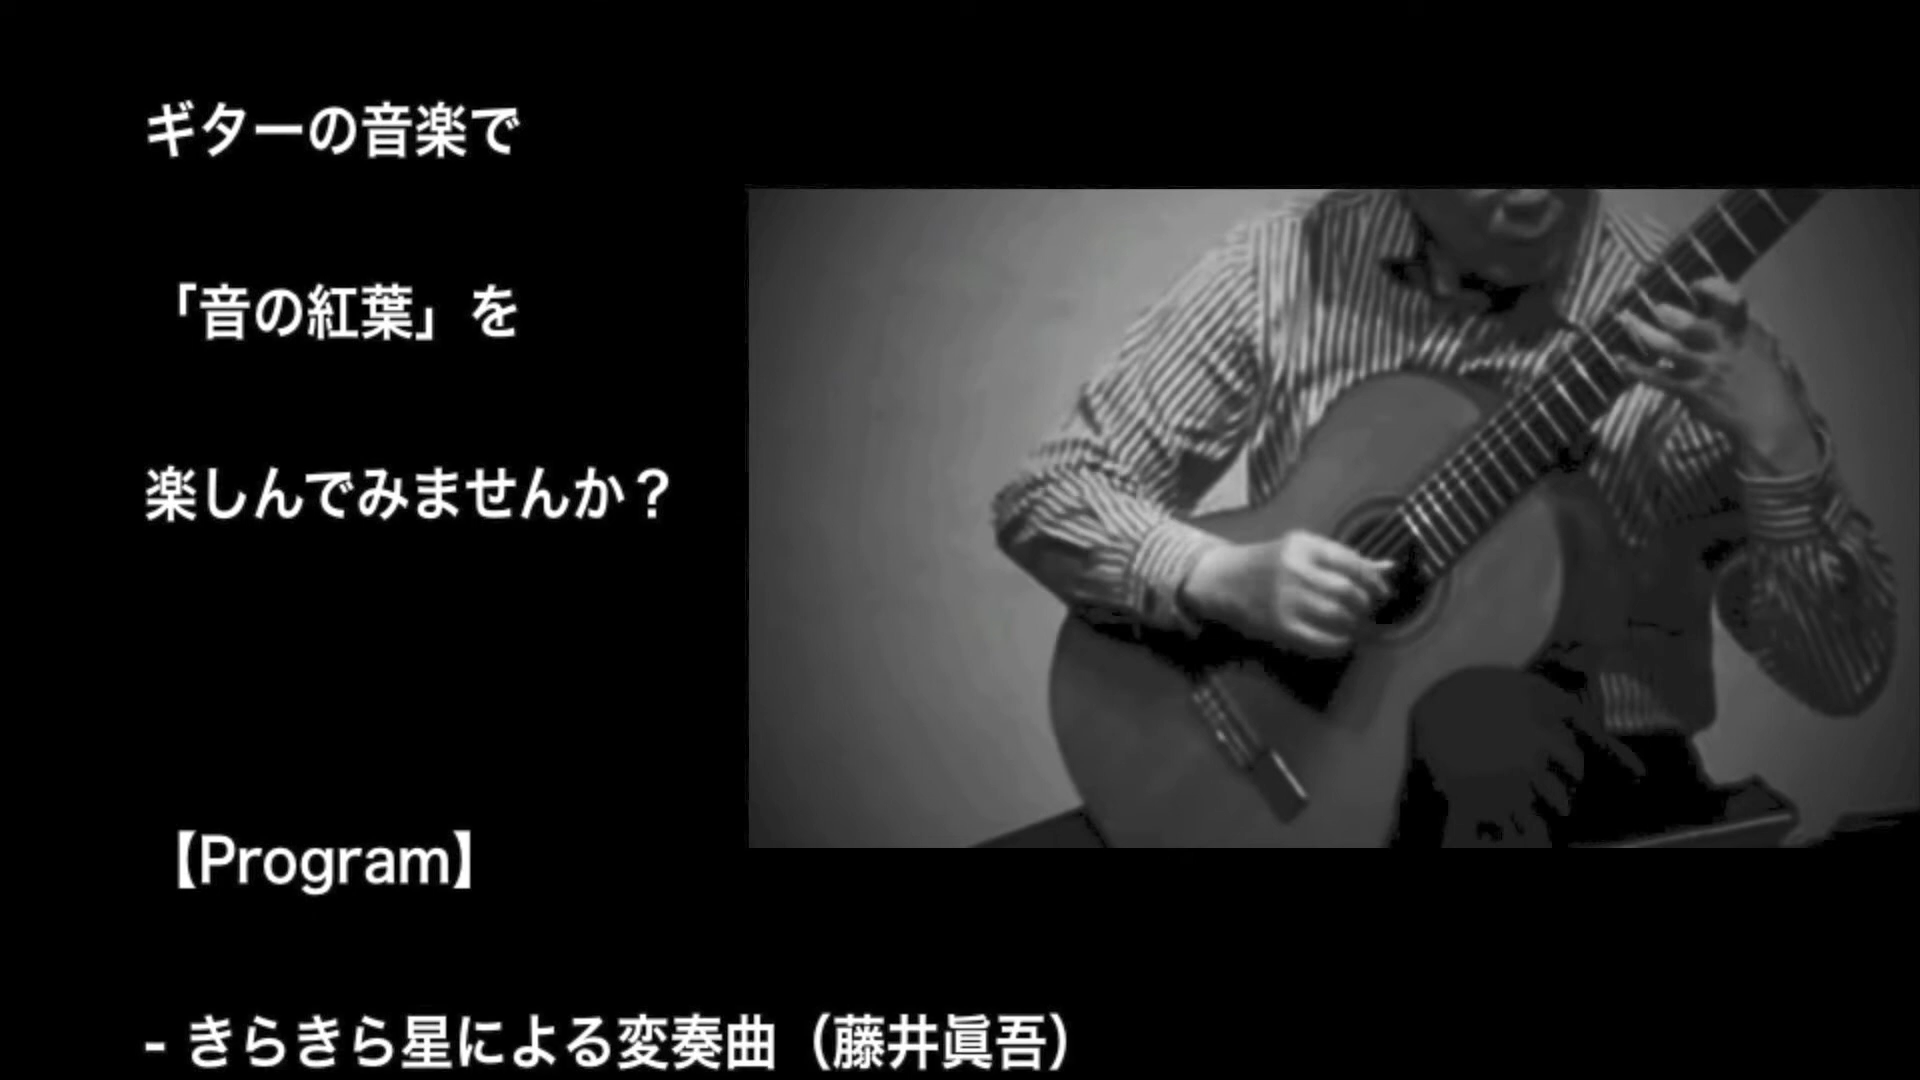 ギターの音楽で
「音の紅葉」を
楽しんでみませんか？
【Program】
- きらきら星による変奏曲（藤井眞吾）